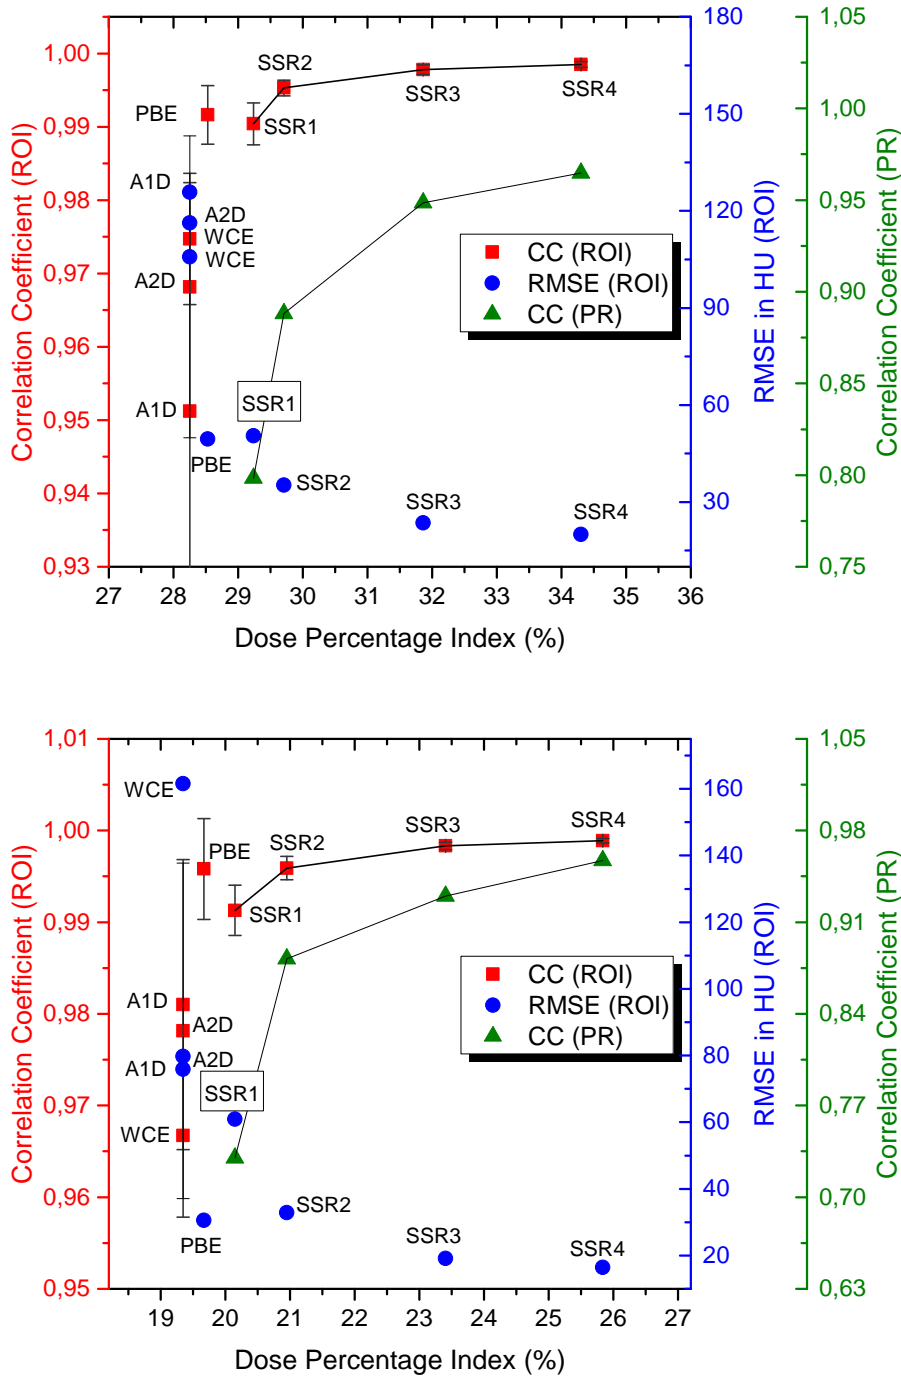 1,00
0,99
0,98
0,97
0,96
0,95
0,94
0,93
Correlation Coefficient (ROI)
180
150
120
90
60
30
RMSE in HU (ROI)
1,05
1,00
0,95
0,90
0,85
0,80
0,75
Correlation Coefficient (PR)
SSR2
SSR3
SSR4
PBE
SSR1
A1D
A2D
WCE
WCE
A2D
A1D
SSR1
PBE
SSR2
SSR3
SSR4
CC (ROI)
RMSE (ROI)
CC (PR)
27 28 29 30 31 32 33 34 35 36
Dose Percentage Index (%)
1,01
1,00
0,99
0,98
0,97
0,96
0,95
Correlation Coefficient (ROI)
160
140
120
100
80
60
40
20
RMSE in HU (ROI)
1,05
0,98
0,91
0,84
0,77
0,70
0,63
Correlation Coefficient (PR)
WCE
PBE
SSR2
SSR3
SSR4
SSR1
A1D
A2D
A2D
A1D
SSR1
WCE
PBE
SSR2
SSR3
SSR4
CC (ROI)
RMSE (ROI)
CC (PR)
19 20 21 22 23 24 25 26 27
Dose Percentage Index (%)